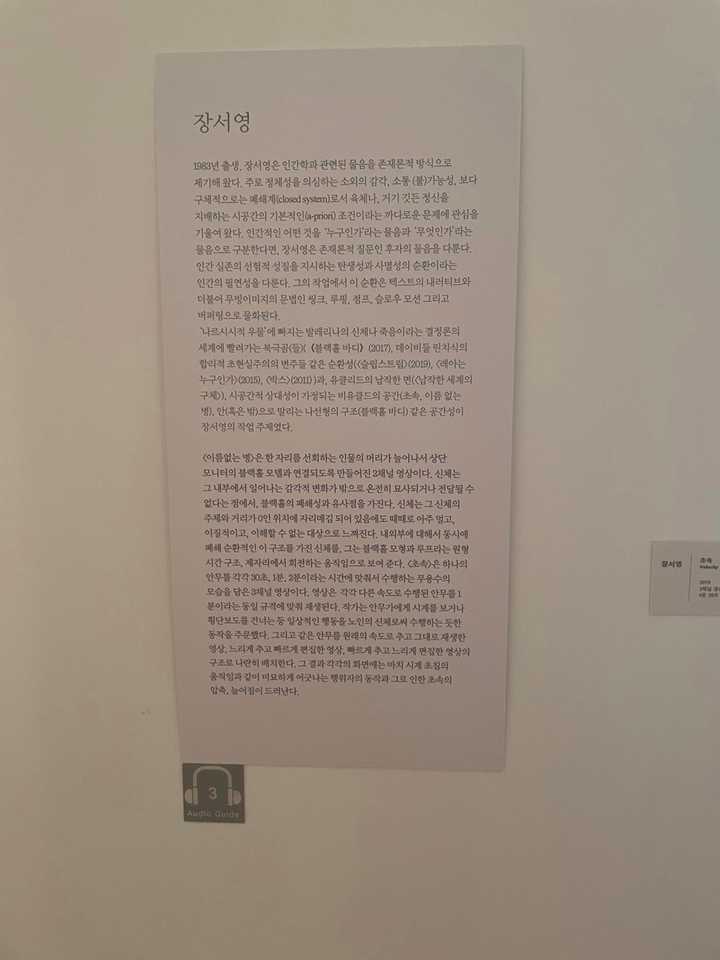 장서영
1983년 출생. 장서영은 인간학과 관련된 물음을 존재론적 방식으로
제기해 왔다. 주로 정체성을 의심하는 소외의 감각, 소통 (불)가능성, 보다
구체적으로는 폐쇄계(closed system)로서 육체나, 거기 깃든 정신을
지배하는 시공간의 기본적인(a-priori) 조건이라는 까다로운 문제에 관심을
기울여 왔다. 인간적인 어떤 것을 '누구인가'라는 물음과 '무엇인가'라는
물음으로 구분한다면, 장서영은 존재론적 질문인 후자의 물음을 다룬다.
인간 실존의 선험적 성질을 지시하는 탄생성과 사멸성의 순환이라는
인간의 필연성을 다룬다. 그의 작업에서 이 순환은 텍스트의 내러티브와
더불어 무빙이미지의 문법인 씽크, 루핑, 점프, 슬로우 모션 그리고
버퍼링으로 물화된다.
'나르시시적 우물'에 빠지는 발레리나의 신체나 죽음이라는 결정론의
세계에 빨려가는 북극곰(들)(《블랙홀 바디》(2017), 데이비들 린치식의
합리적 초현실주의의 변주들 같은 순환성(〈슬립스트림〉(2019), 〈레아는
누구인가〉(2015), 〈박스〉(2011))과, 유클리드의 납작한 면(〈납작한 세계의
구체〉), 시공간적 상대성이 가정되는 비유클드의 공간(초속, 이름 없는
병), 안(혹은 밖)으로 말리는 나선형의 구조(블랙홀 바디) 같은 공간성이
장서영의 작업 주제였다.
〈이름없는 병〉은 한 자리를 선회하는 인물의 머리가 늘어나서 상단
모니터의 블랙홀 모델과 연결되도록 만들어진 2채널 영상이다. 신체는
그 내부에서 일어나는 감각적 변화가 밖으로 온전히 묘사되거나 전달될 수
없다는 점에서, 블랙홀의 폐쇄성과 유사점을 가진다. 신체는 그 신체의
주체와 거리가 0인 위치에 자리매김 되어 있음에도 때때로 아주 멀고,
이질적이고, 이해할 수 없는 대상으로 느껴진다. 내외부에 대해서 동시에
폐쇄 순환적인 이 구조를 가진 신체를, 그는 블랙홀 모형과 루프라는 원형
시간 구조, 제자리에서 회전하는 움직임으로 보여 준다. 〈초속〉은 하나의
안무를 각각 30초, 1분, 2분이라는 시간에 맞춰서 수행하는 무용수의
모습을 담은 3채널 영상이다. 영상은 각각 다른 속도로 수행된 안무를 1
분이라는 동일 규격에 맞춰 재생된다. 작가는 안무가에게 시계를 보거나
횡단보도를 건너는 등 일상적인 행동을 노인의 신체로써 수행하는 듯한
동작을 주문했다. 그리고 같은 안무를 원래의 속도로 추고 그대로 재생한
영상, 느리게 추고 빠르게 편집한 영상, 빠르게 추고 느리게 편집한 영상의
구조로 나란히 배치한다. 그 결과 각각의 화면에는 마치 시계 초침의
움직임과 같이 미묘하게 어긋나는 행위자의 동작과 그로 인한 초속의
압축, 늘어짐이 드러난다.
3
Audio Guide
장서영
초속
Velocity
2019